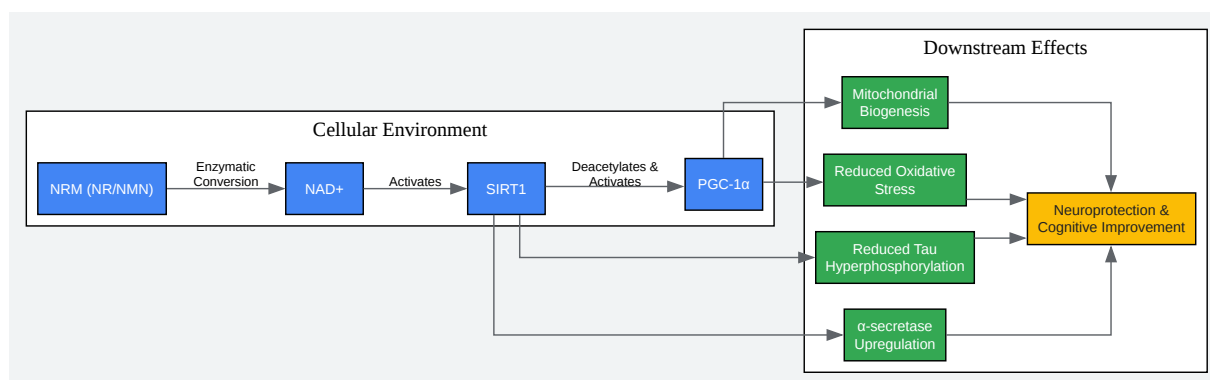 Downstream Effects
Mitochondrial
Biogenesis
Cellular Environment
NRM (NR/NMN)
Enzymatic
Conversion
NAD+
Activates
SIRT1
Deacetylates &
Activates
PGC-1α
Reduced Oxidative
Stress
Neuroprotection &
Cognitive Improvement
Reduced Tau
Hyperphosphorylation
α-secretase
Upregulation